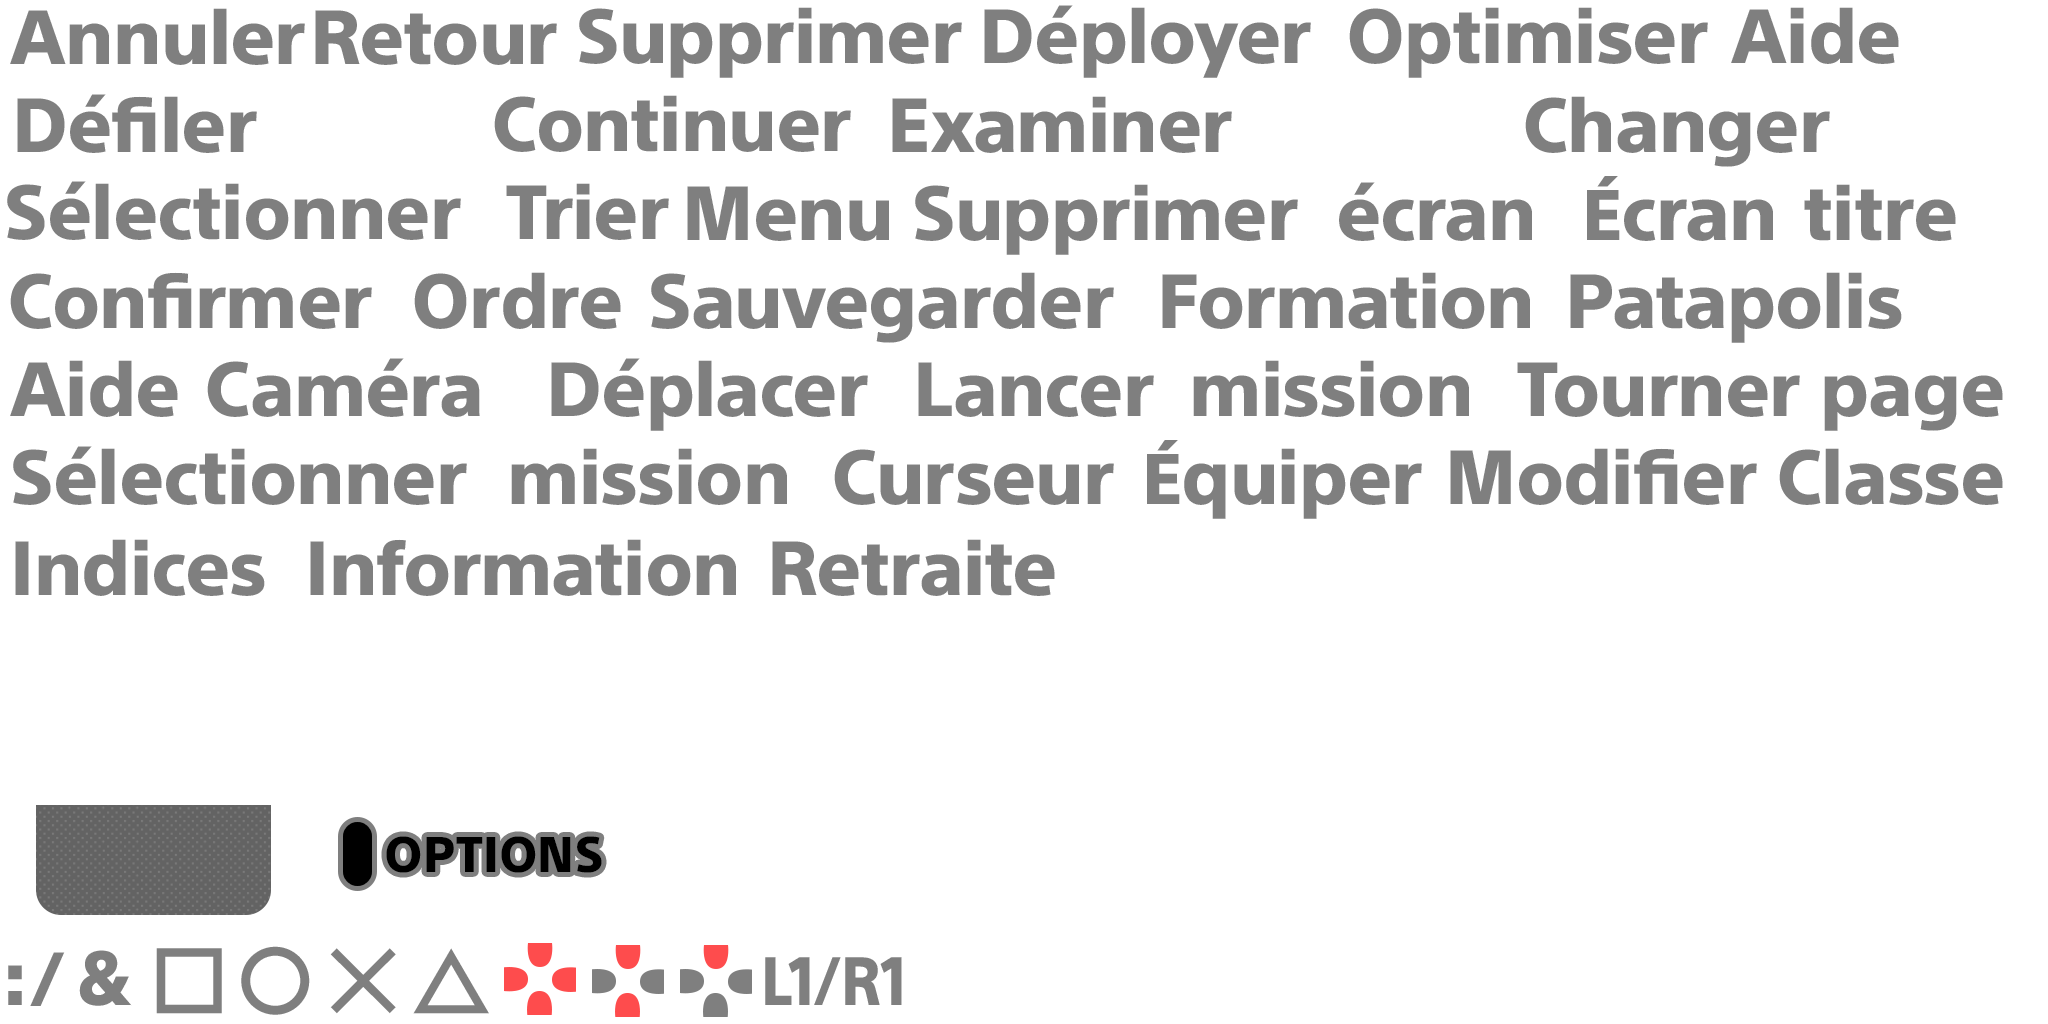 Annuler Retour Supprimer Déployer Optimiser Aide
Défiler Continuer Examiner Changer
Sélectionner Trier Menu Supprimer écran Écran titre
Confirmer Ordre Sauvegarder Formation Patapolis
Aide Caméra Déplacer Lancer mission Tourner page
Sélectionner mission Curseur Équiper Modifier Classe
Indices Information Retraite
OPTIONS
: / & L1/R1